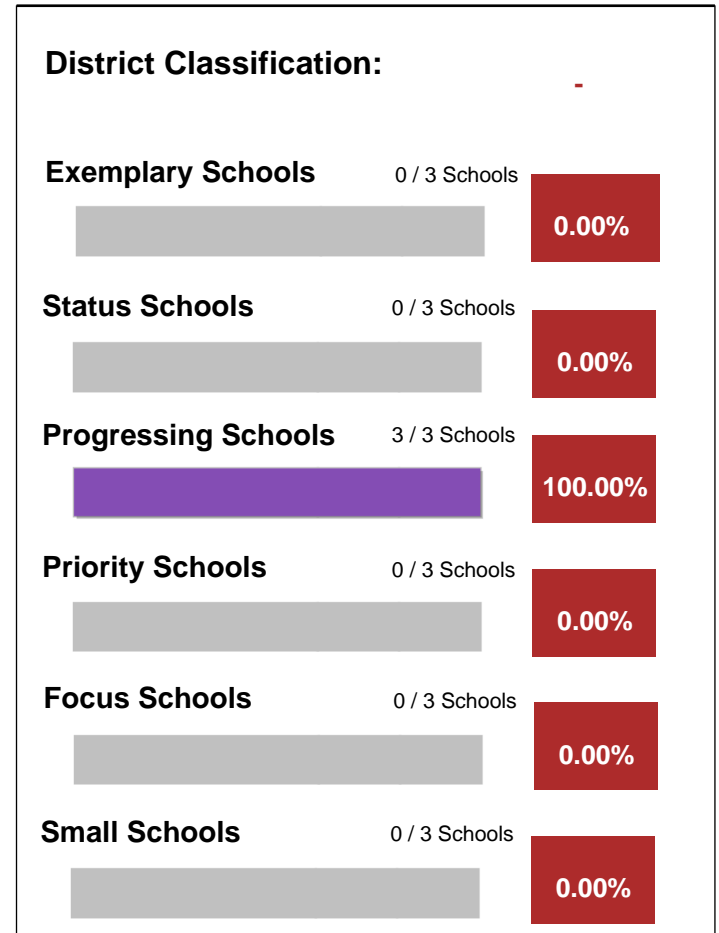 District Classification: -
Exemplary Schools 0 / 3 Schools 0.00%
Status Schools 0 / 3 Schools 0.00%
Progressing Schools 3 / 3 Schools 100.00%
Priority Schools 0 / 3 Schools 0.00%
Focus Schools 0 / 3 Schools 0.00%
Small Schools 0 / 3 Schools 0.00%